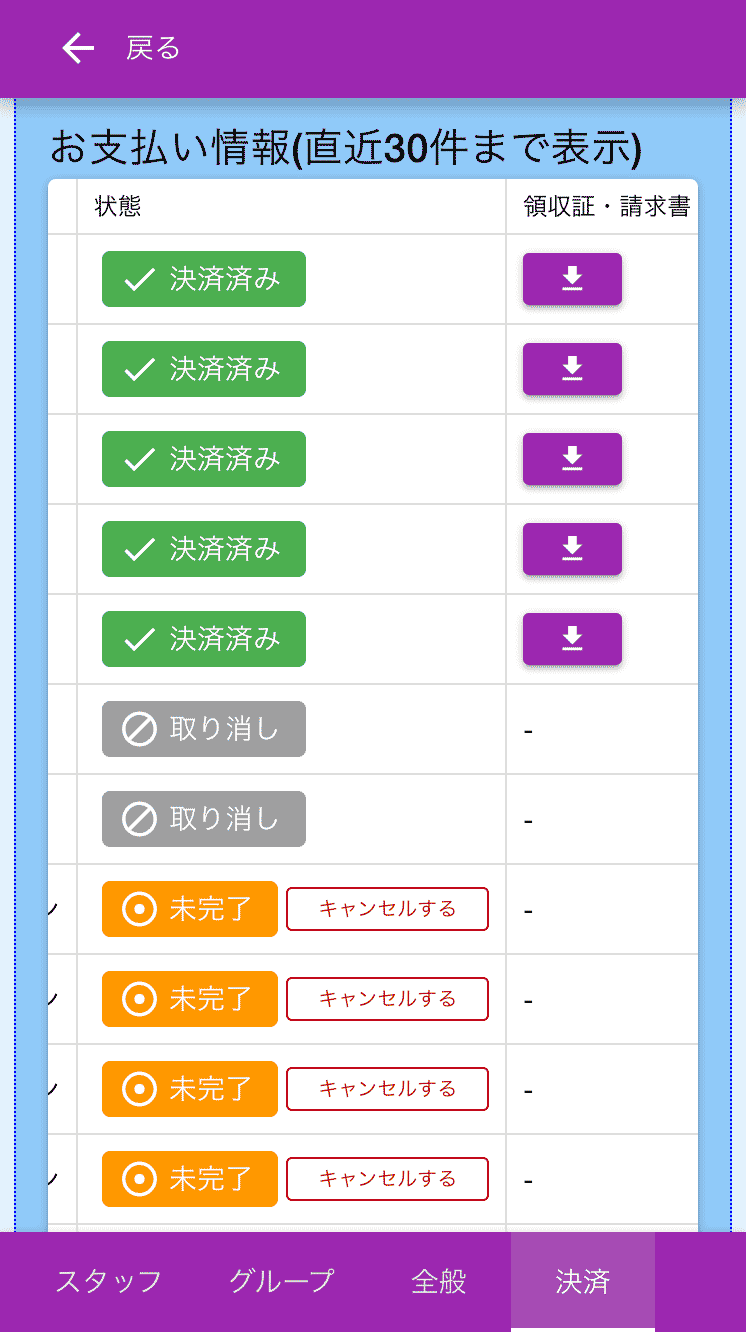 戻る
お支払い情報(直近30件まで表示)
状態 領収証・請求書
決済済み
決済済み
決済済み
決済済み
決済済み
取り消し -
取り消し -
未完了 キャンセルする -
未完了 キャンセルする -
未完了 キャンセルする -
未完了 キャンセルする -
スタッフ グループ 全般 決済